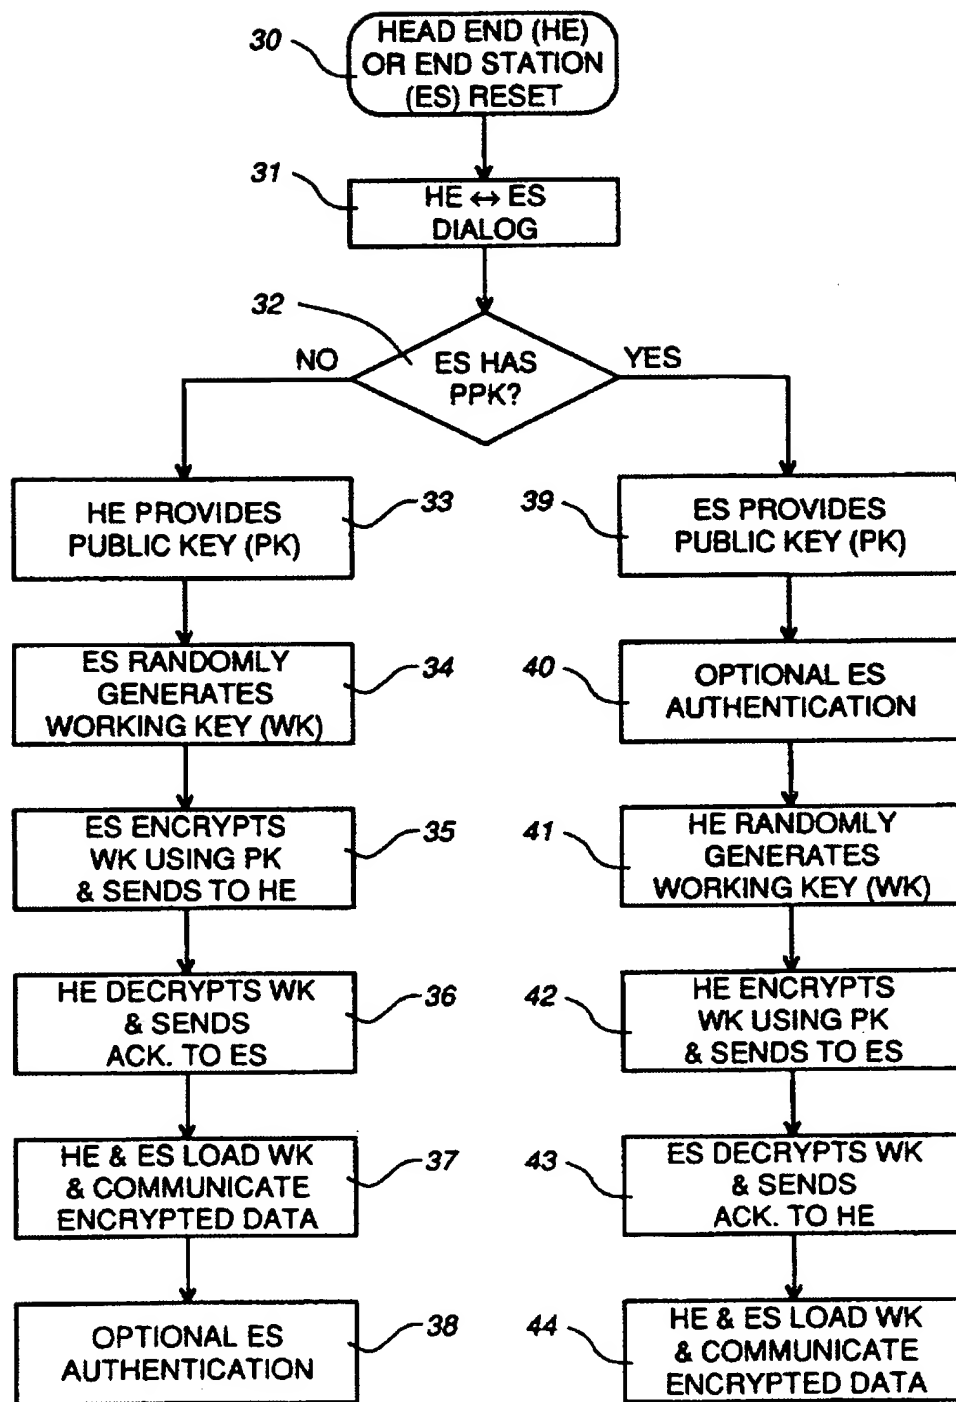 30
HEAD END (HE)
OR END STATION
(ES) RESET
31
HE ↔ ES
DIALOG
32
ES HAS
PPK?
NO
YES
HE PROVIDES
PUBLIC KEY (PK)
33
ES RANDOMLY
GENERATES
WORKING KEY (WK)
34
ES ENCRYPTS
WK USING PK
& SENDS TO HE
35
HE DECRYPTS WK
& SENDS
ACK. TO ES
36
HE & ES LOAD WK
& COMMUNICATE
ENCRYPTED DATA
37
OPTIONAL ES
AUTHENTICATION
38
39
ES PROVIDES
PUBLIC KEY (PK)
40
OPTIONAL ES
AUTHENTICATION
41
HE RANDOMLY
GENERATES
WORKING KEY (WK)
42
HE ENCRYPTS
WK USING PK
& SENDS TO ES
43
ES DECRYPTS WK
& SENDS
ACK. TO HE
44
HE & ES LOAD WK
& COMMUNICATE
ENCRYPTED DATA